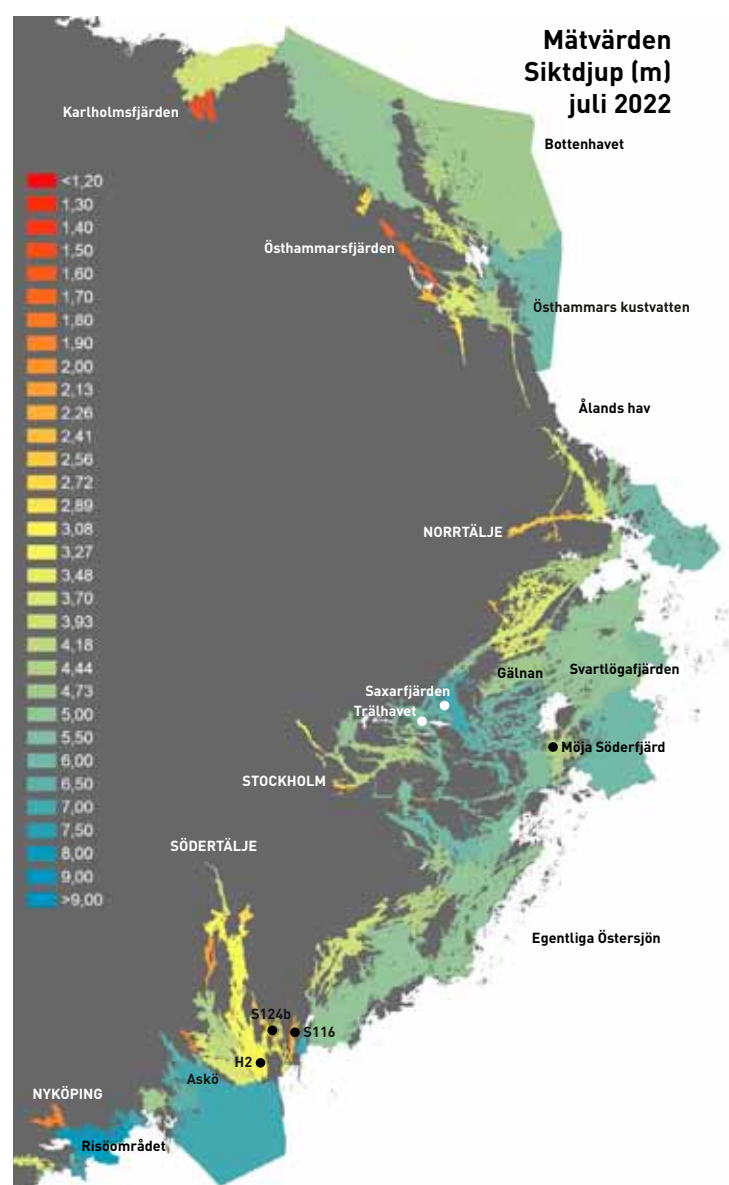 Mätvärden
Siktdjup (m)
juli 2022
Karlholmsfjärden
Bottenhavet
<1,20
1,30
1,40
1,50
1,60
1,70
1,80
1,90
2,00
2,13
2,26
2,41
2,56
2,72
2,89
3,08
3,27
3,48
3,70
3,93
4,18
4,44
4,73
5,00
5,50
6,00
6,50
7,00
7,50
8,00
9,00
>9,00
Östhammarsfjärden
Östhammars kustvatten
Ålands hav
NORRTÄLJE
Gälnan
Svartlögafjärden
Saxarfjärden
Trälhavet
Möja Söderfjärd
STOCKHOLM
SÖDERTÄLJE
Egentliga Östersjön
S124b
S116
H2
Askö
NYKÖPING
Risöområdet